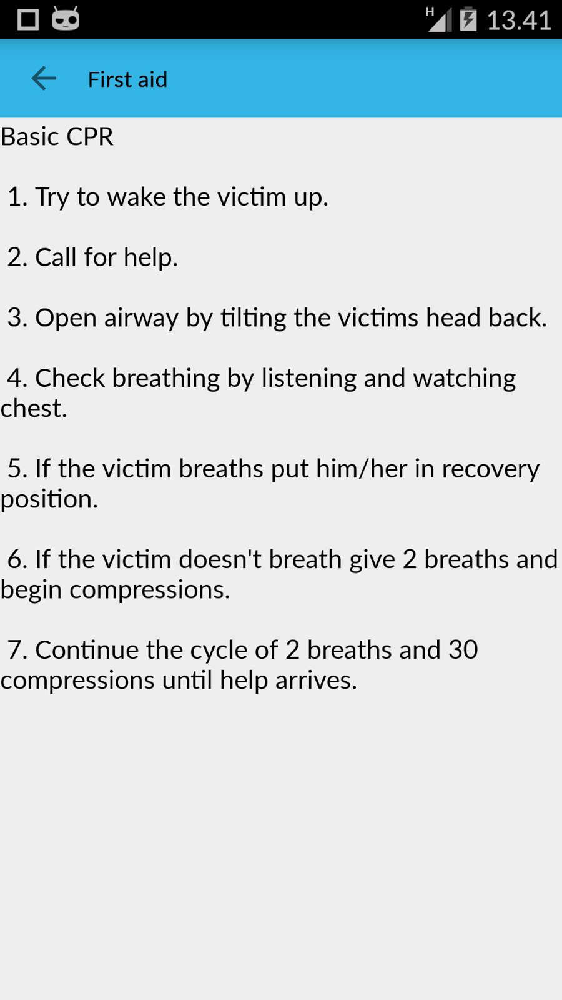 H 13.41
First aid
Basic CPR
1. Try to wake the victim up.
2. Call for help.
3. Open airway by tilting the victims head back.
4. Check breathing by listening and watching
chest.
5. If the victim breaths put him/her in recovery
position.
6. If the victim doesn't breath give 2 breaths and
begin compressions.
7. Continue the cycle of 2 breaths and 30
compressions until help arrives.